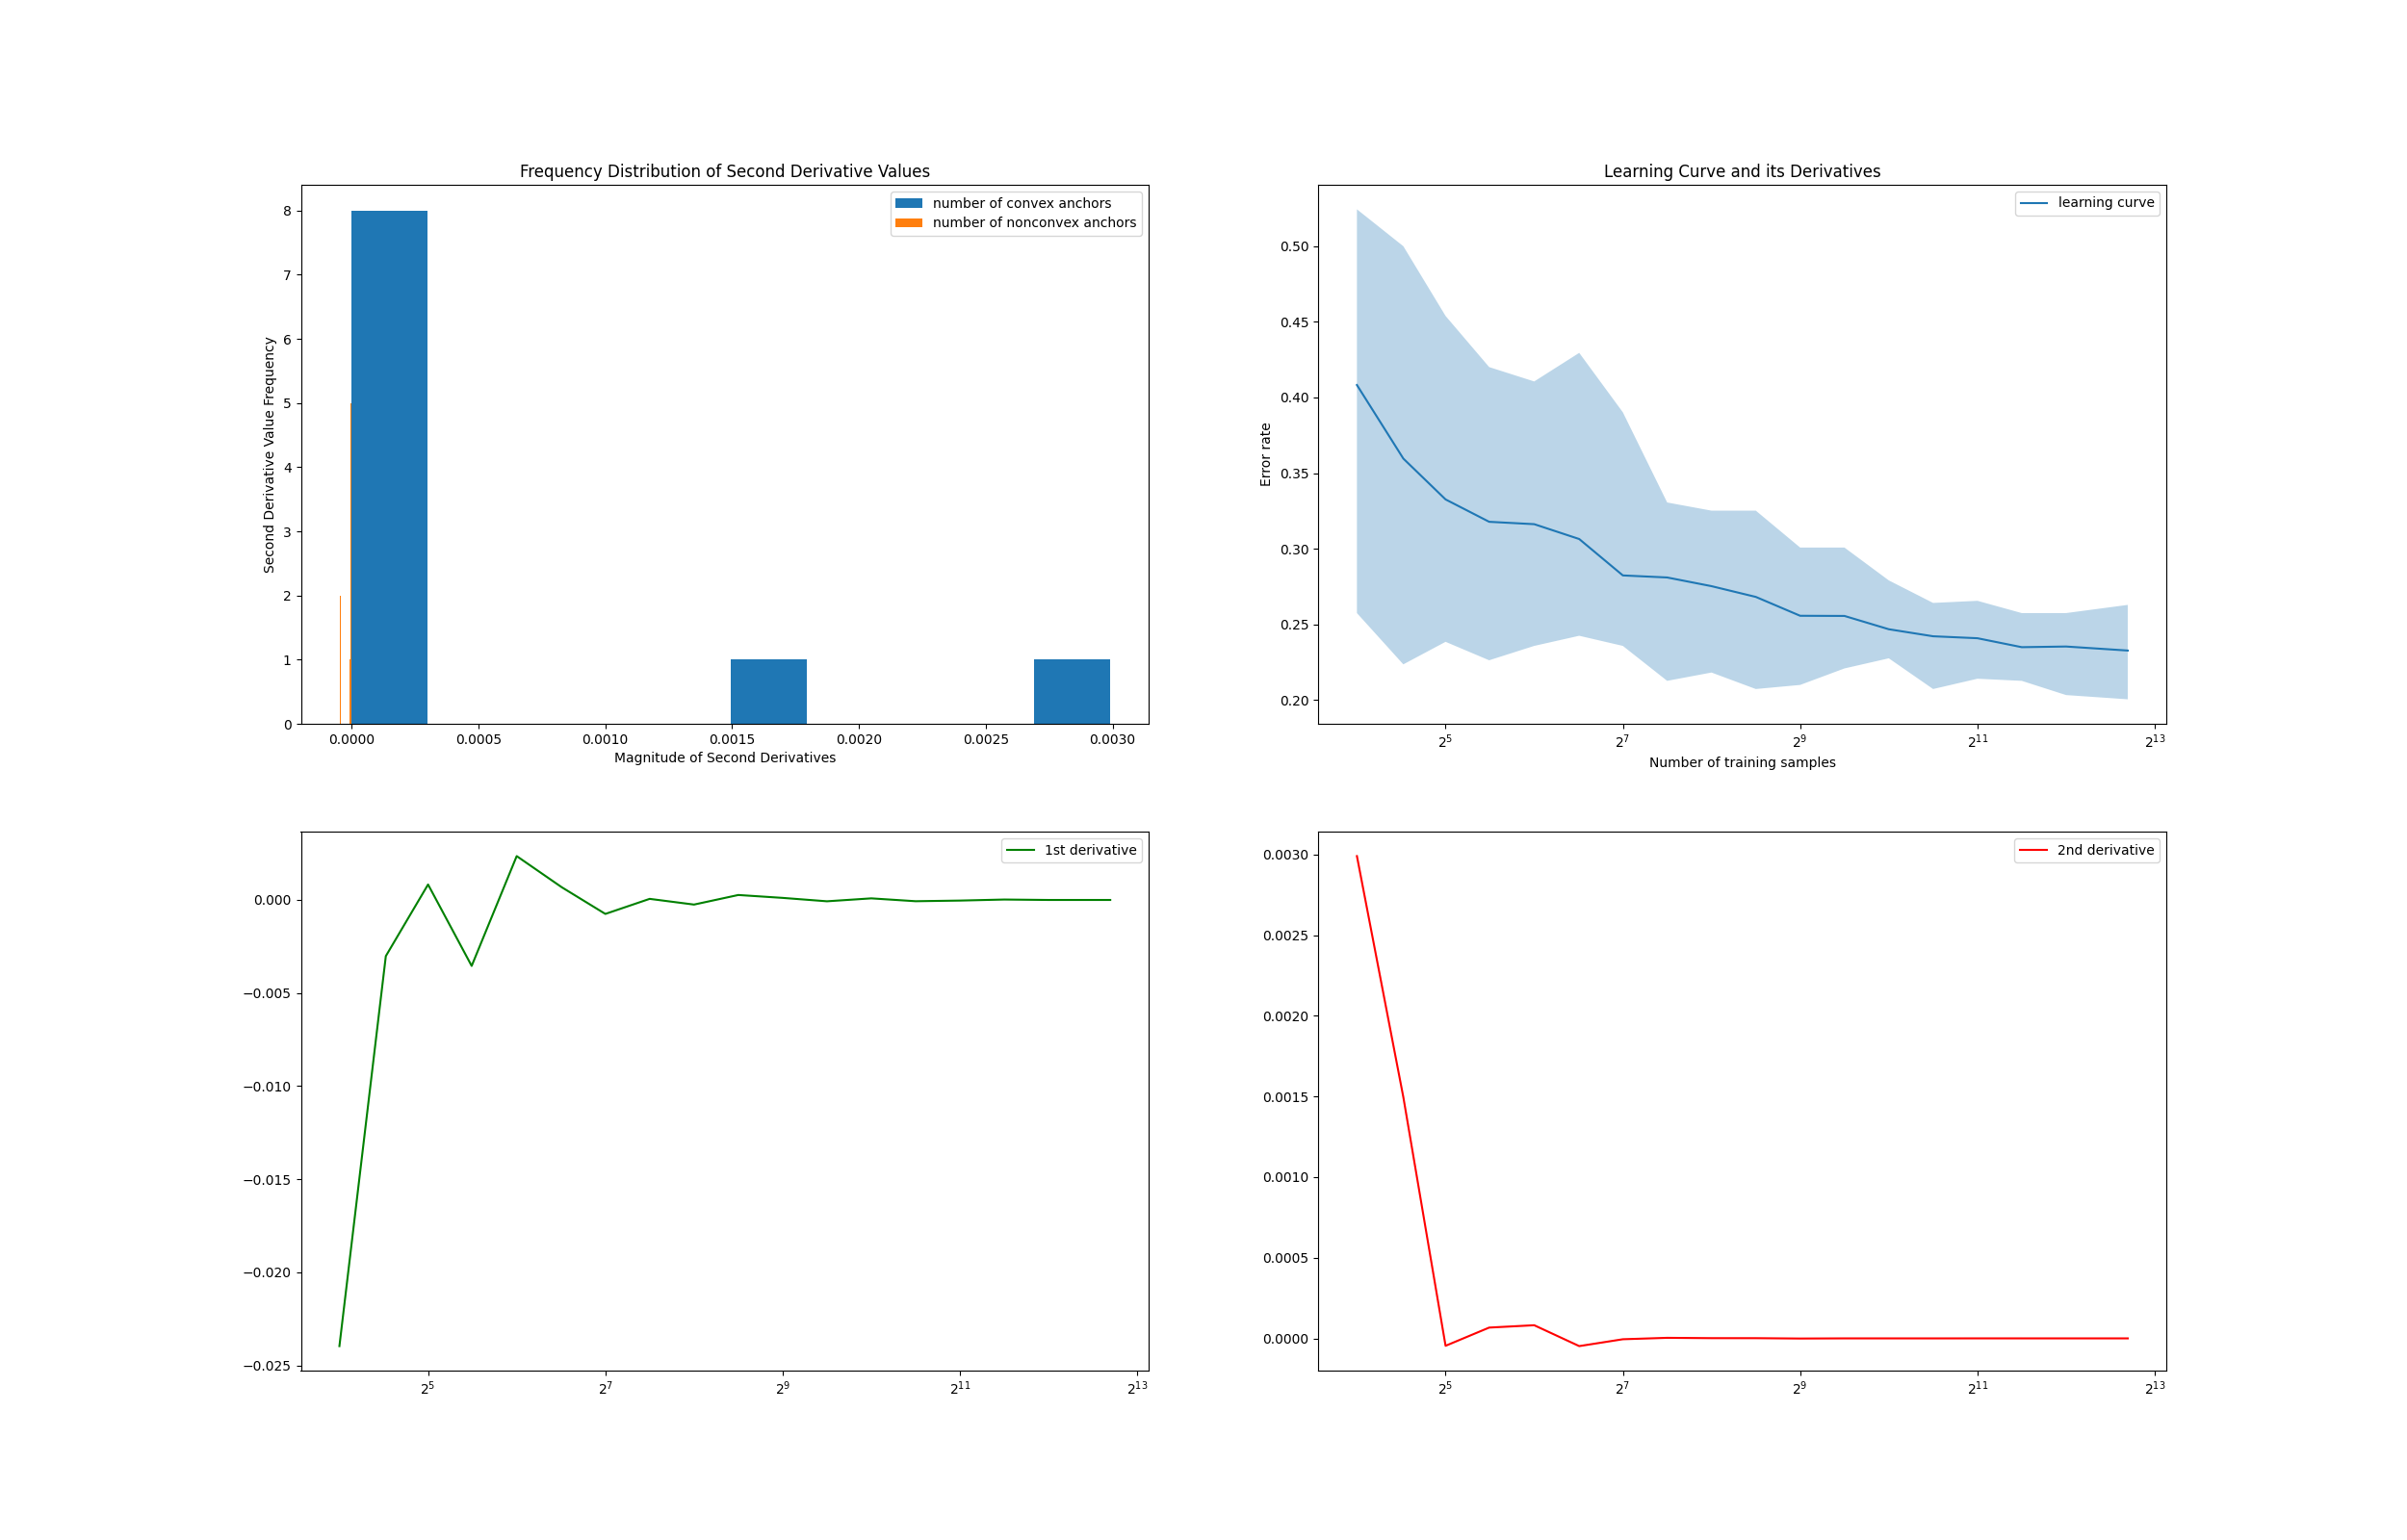 Frequency Distribution of Second Derivative Values
number of convex anchors
number of nonconvex anchors
Second Derivative Value Frequency
8
7
6
5
4
3
2
1
0
0.0000 0.0005 0.0010 0.0015 0.0020 0.0025 0.0030
Magnitude of Second Derivatives
Learning Curve and its Derivatives
learning curve
Error rate
0.50
0.45
0.40
0.35
0.30
0.25
0.20
2^5 2^7 2^9 2^11 2^13
Number of training samples
1st derivative
0.000
−0.005
−0.010
−0.015
−0.020
−0.025
2^5 2^7 2^9 2^11 2^13
2nd derivative
0.0030
0.0025
0.0020
0.0015
0.0010
0.0005
0.0000
2^5 2^7 2^9 2^11 2^13